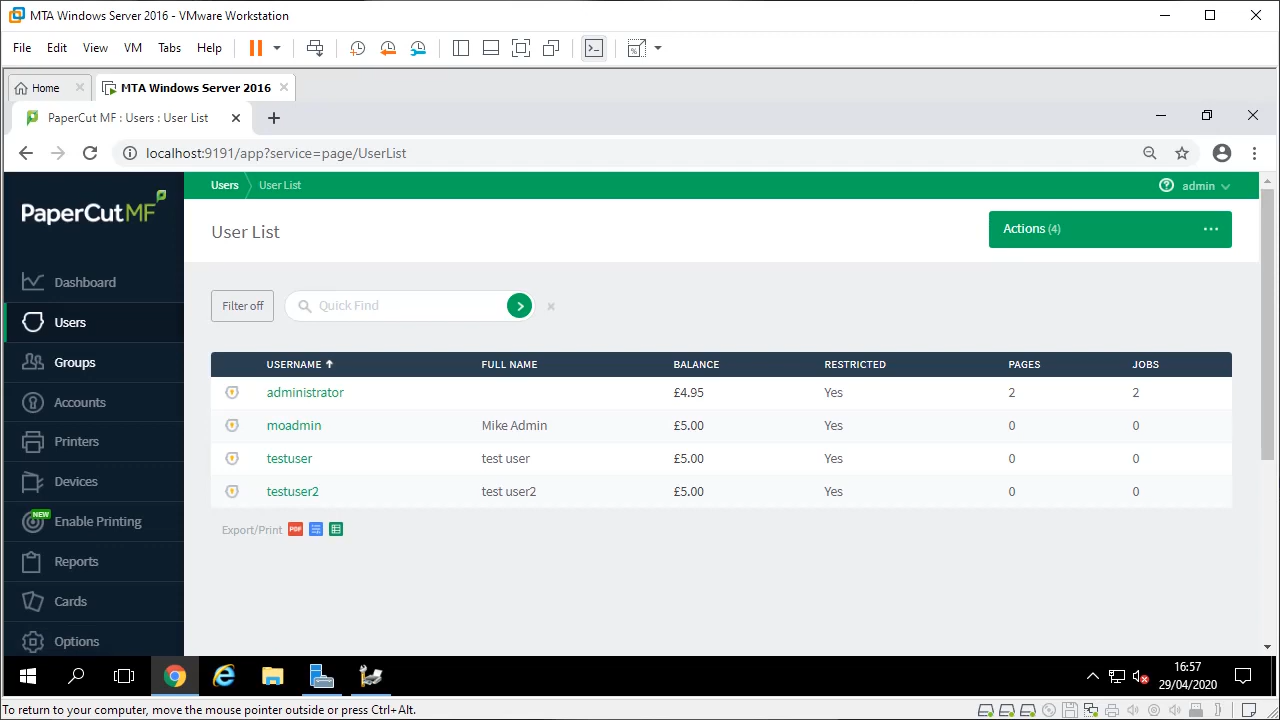 MTA Windows Server 2016 - VMware Workstation
File Edit View VM Tabs Help
Home MTA Windows Server 2016
PaperCut MF : Users : User List
localhost:9191/app?service=page/UserList
PaperCut MF
Users User List admin
User List
Actions (4)
Filter off Quick Find
Dashboard
Users
Groups
Accounts
Printers
Devices
NEW
Enable Printing
Reports
Cards
Options
USERNAME FULL NAME BALANCE RESTRICTED PAGES JOBS
administrator £4.95 Yes 2 2
moadmin Mike Admin £5.00 Yes 0 0
testuser test user £5.00 Yes 0 0
testuser2 test user2 £5.00 Yes 0 0
Export/Print PDF
16:57
29/04/2020
To return to your computer, move the mouse pointer outside or press Ctrl+Alt.